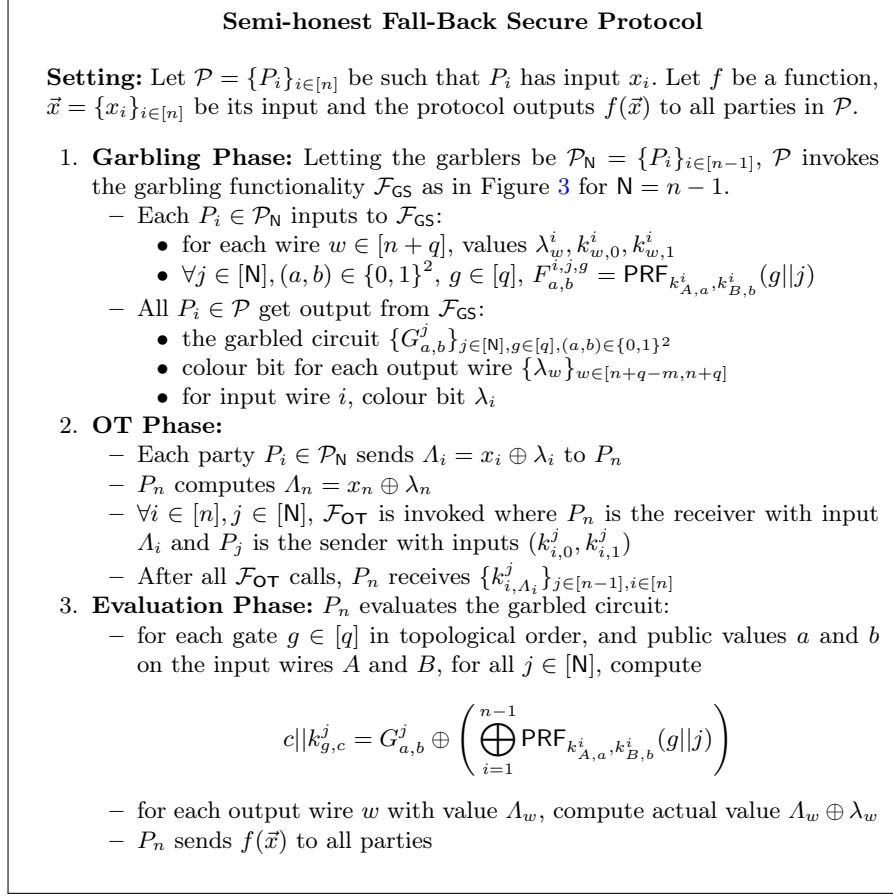 Semi-honest Fall-Back Secure Protocol
Setting: Let 𝒫 = {P_i}_{i∈[n]} be such that P_i has input x_i. Let f be a function,
x⃗ = {x_i}_{i∈[n]} be its input and the protocol outputs f(x⃗) to all parties in 𝒫.
1. Garbling Phase: Letting the garblers be 𝒫_N = {P_i}_{i∈[n−1]}, 𝒫 invokes
the garbling functionality ℱ_GS as in Figure 3 for N = n − 1.
– Each P_i ∈ 𝒫_N inputs to ℱ_GS:
• for each wire w ∈ [n + q], values λ^i_w, k^i_{w,0}, k^i_{w,1}
• ∀j ∈ [N], (a, b) ∈ {0, 1}^2, g ∈ [q], F^{i,j,g}_{a,b} = PRF_{k^i_{A,a},k^i_{B,b}}(g||j)
– All P_i ∈ 𝒫 get output from ℱ_GS:
• the garbled circuit {G^j_{a,b}}_{j∈[N],g∈[q],(a,b)∈{0,1}^2}
• colour bit for each output wire {λ_w}_{w∈[n+q−m,n+q]}
• for input wire i, colour bit λ_i
2. OT Phase:
– Each party P_i ∈ 𝒫_N sends Λ_i = x_i ⊕ λ_i to P_n
– P_n computes Λ_n = x_n ⊕ λ_n
– ∀i ∈ [n], j ∈ [N], ℱ_OT is invoked where P_n is the receiver with input
Λ_i and P_j is the sender with inputs (k^j_{i,0}, k^j_{i,1})
– After all ℱ_OT calls, P_n receives {k^j_{i,Λ_i}}_{j∈[n−1],i∈[n]}
3. Evaluation Phase: P_n evaluates the garbled circuit:
– for each gate g ∈ [q] in topological order, and public values a and b
on the input wires A and B, for all j ∈ [N], compute
c||k^j_{g,c} = G^j_{a,b} ⊕ (⨁_{i=1}^{n−1} PRF_{k^i_{A,a},k^i_{B,b}}(g||j))
– for each output wire w with value Λ_w, compute actual value Λ_w ⊕ λ_w
– P_n sends f(x⃗) to all parties